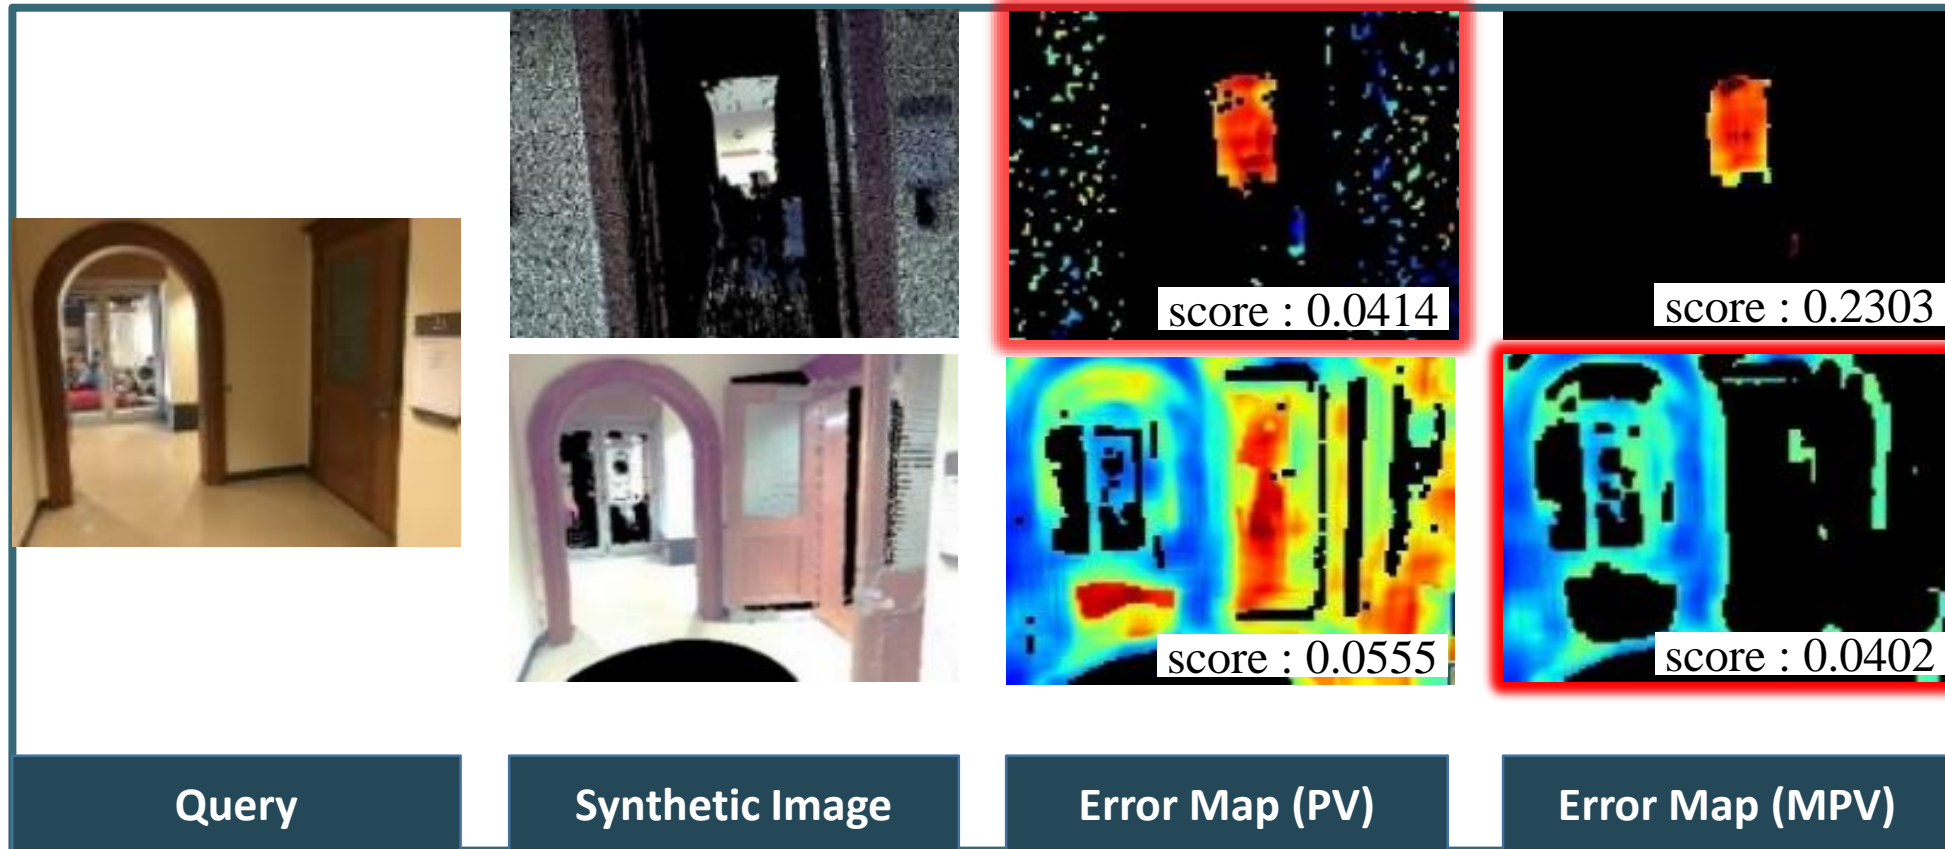 score : 0.0414
score : 0.2303
score : 0.0555
score : 0.0402
Query
Synthetic Image
Error Map (PV)
Error Map (MPV)